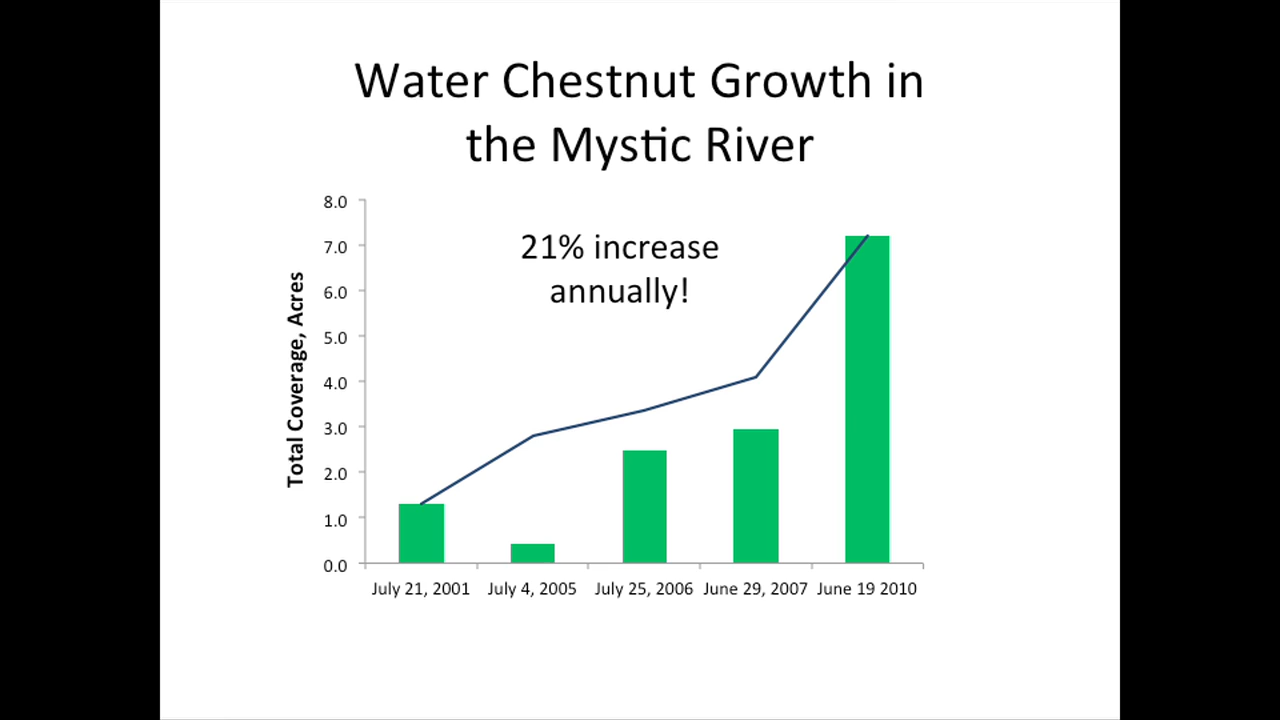 Water Chestnut Growth in
the Mystic River
21% increase
annually!
Total Coverage, Acres
8.0
7.0
6.0
5.0
4.0
3.0
2.0
1.0
0.0
July 21, 2001 July 4, 2005 July 25, 2006 June 29, 2007 June 19 2010